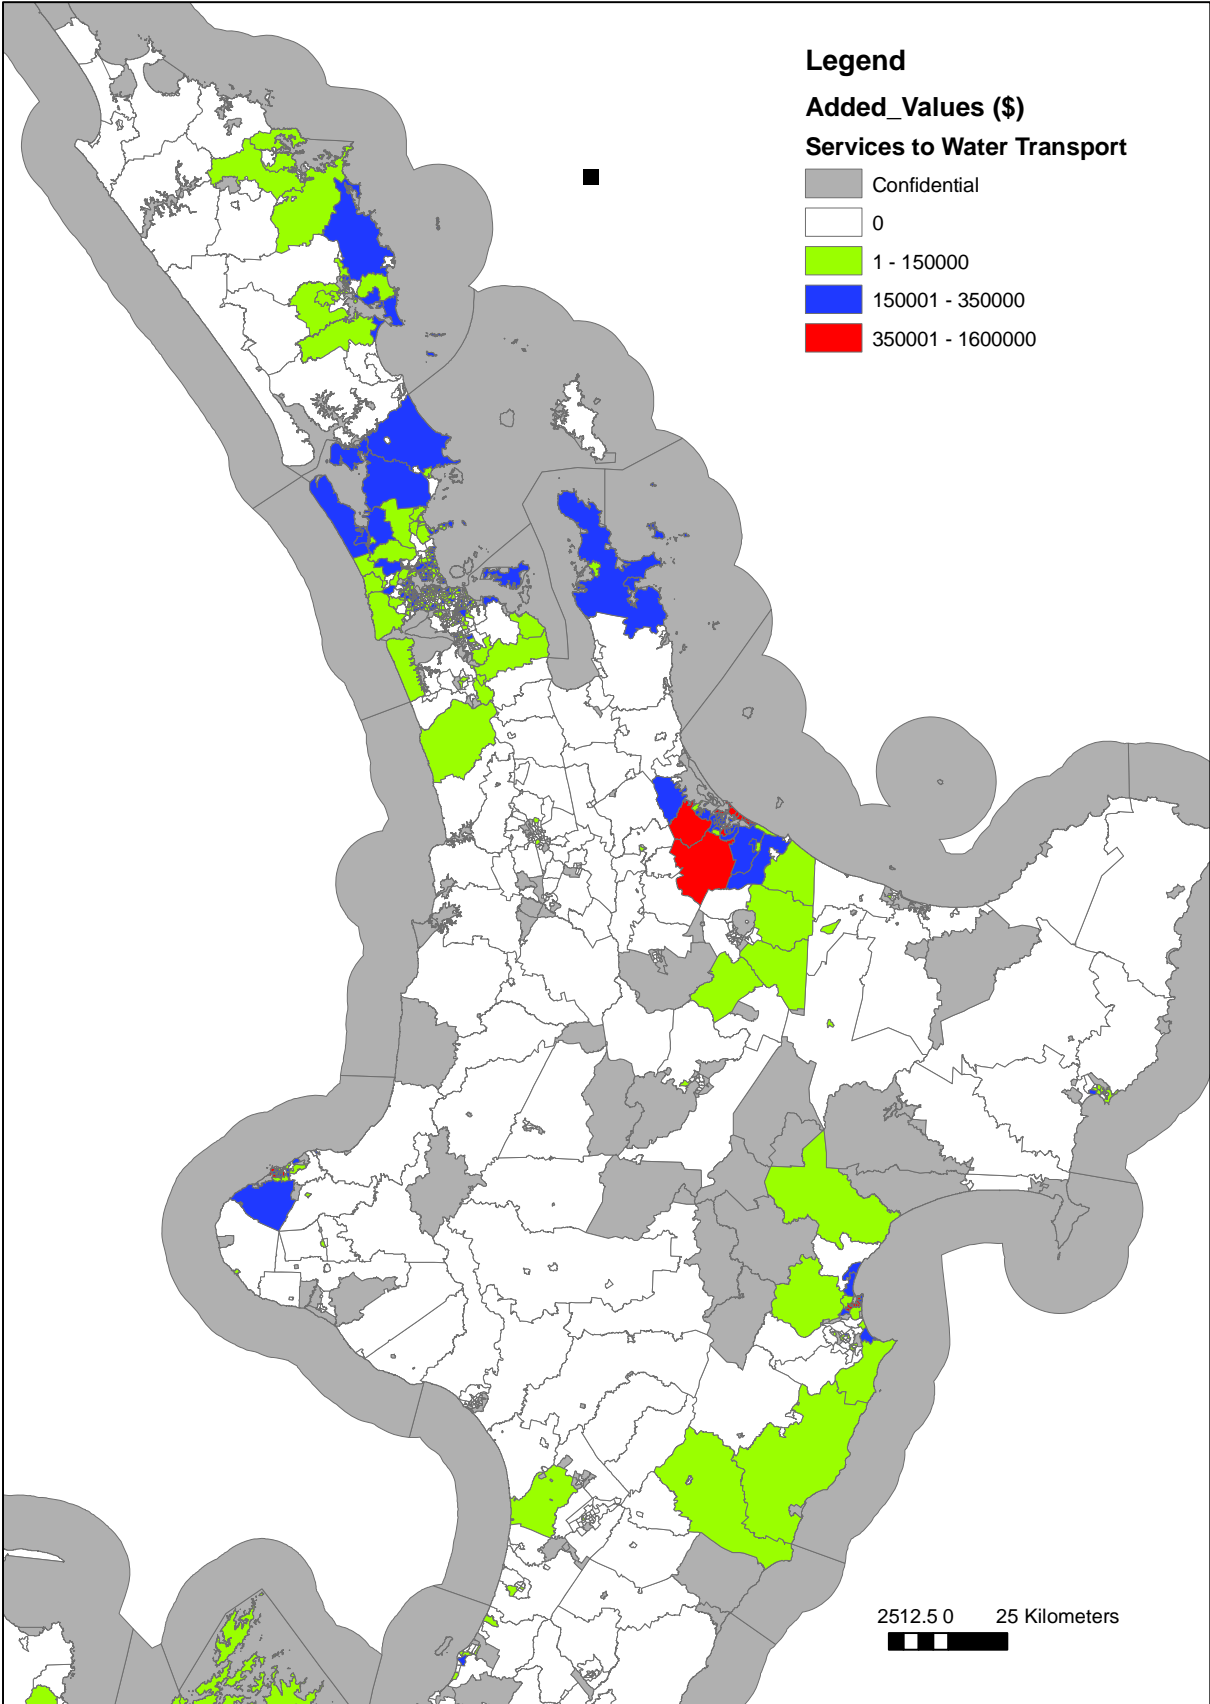 Legend
Added_Values ($)
Services to Water Transport
Confidential
0
1 - 150000
150001 - 350000
350001 - 1600000
2512.5 0 25 Kilometers